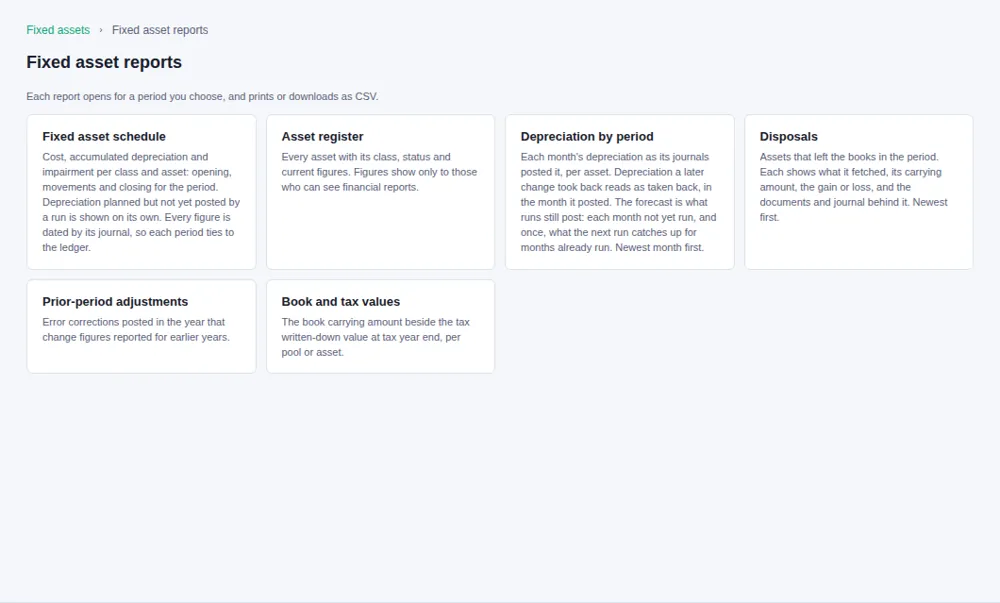 Fixed assets › Fixed asset reports
Fixed asset reports
Each report opens for a period you choose, and prints or downloads as CSV.
Fixed asset schedule
Cost, accumulated depreciation and
impairment per class and asset: opening,
movements and closing for the period.
Depreciation planned but not yet posted by
a run is shown on its own. Every figure is
dated by its journal, so each period ties to
the ledger.
Asset register
Every asset with its class, status and
current figures. Figures show only to those
who can see financial reports.
Depreciation by period
Each month's depreciation as its journals
posted it, per asset. Depreciation a later
change took back reads as taken back, in
the month it posted. The forecast is what
runs still post: each month not yet run, and
once, what the next run catches up for
months already run. Newest month first.
Disposals
Assets that left the books in the period.
Each shows what it fetched, its carrying
amount, the gain or loss, and the
documents and journal behind it. Newest
first.
Prior-period adjustments
Error corrections posted in the year that
change figures reported for earlier years.
Book and tax values
The book carrying amount beside the tax
written-down value at tax year end, per
pool or asset.